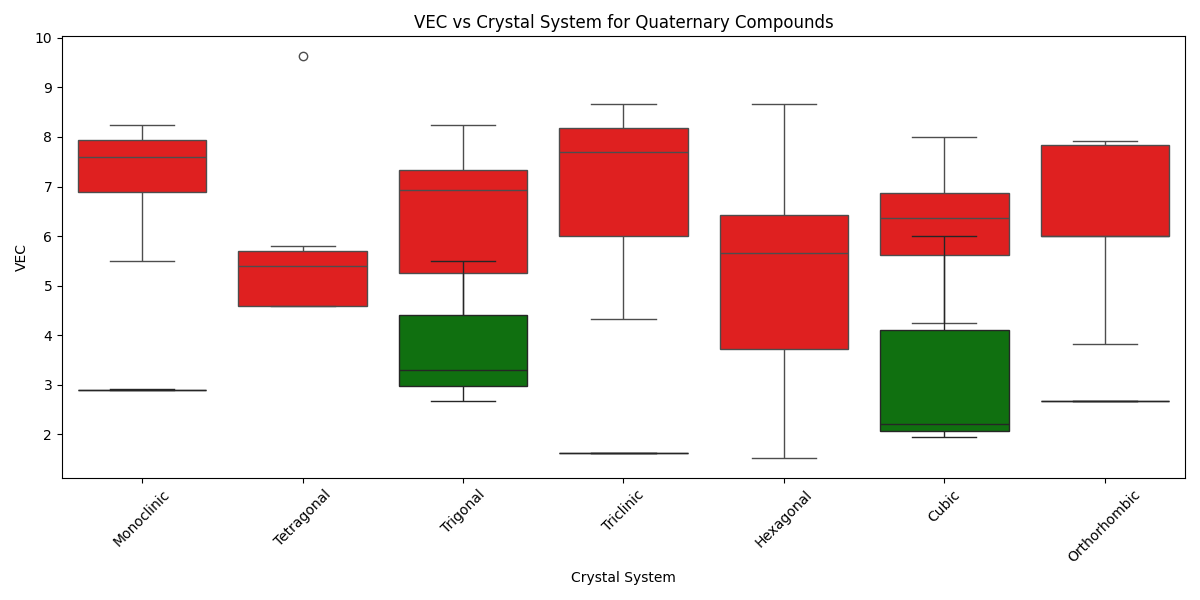 VEC vs Crystal System for Quaternary Compounds
10
9
8
7
6
5
4
3
2
VEC
Monoclinic
Tetragonal
Trigonal
Triclinic
Hexagonal
Cubic
Orthorhombic
Crystal System